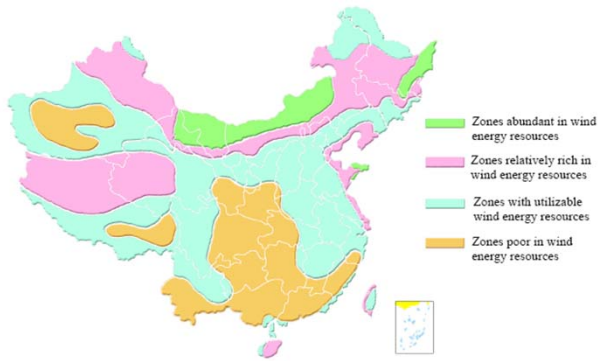 Zones abundant in wind
energy resources
Zones relatively rich in
wind energy resources
Zones with utilizable
wind energy resources
Zones poor in wind
energy resources